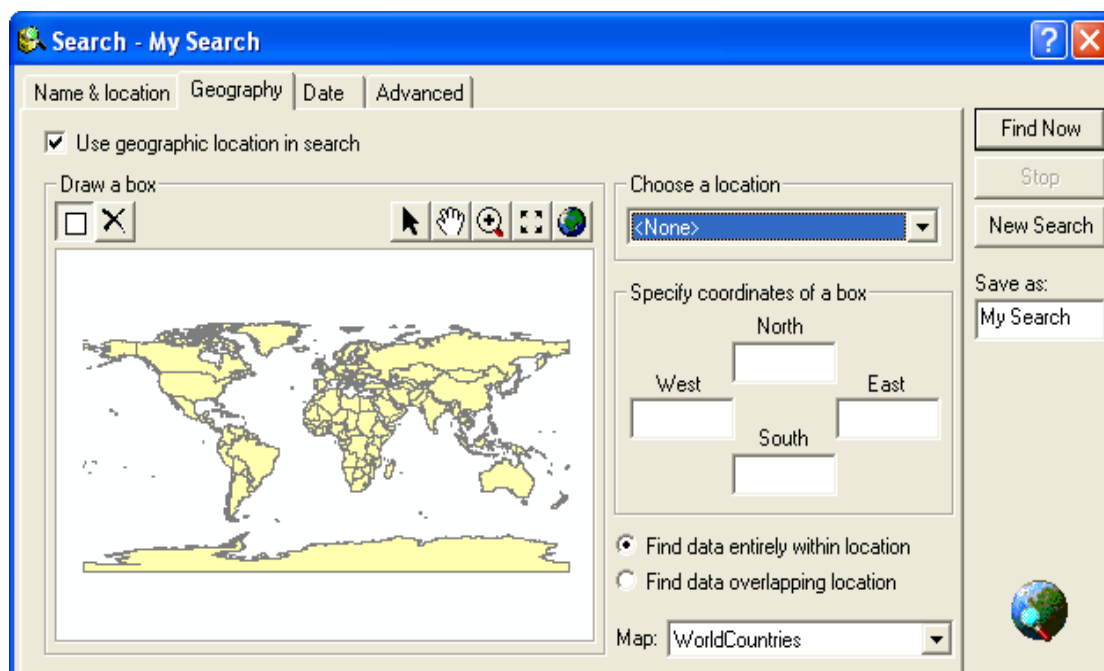 Search - My Search
Name & location
Geography
Date
Advanced
Use geographic location in search
Draw a box
Choose a location
<None>
Specify coordinates of a box
North
West
East
South
Find data entirely within location
Find data overlapping location
Map:
WorldCountries
Find Now
Stop
New Search
Save as:
My Search